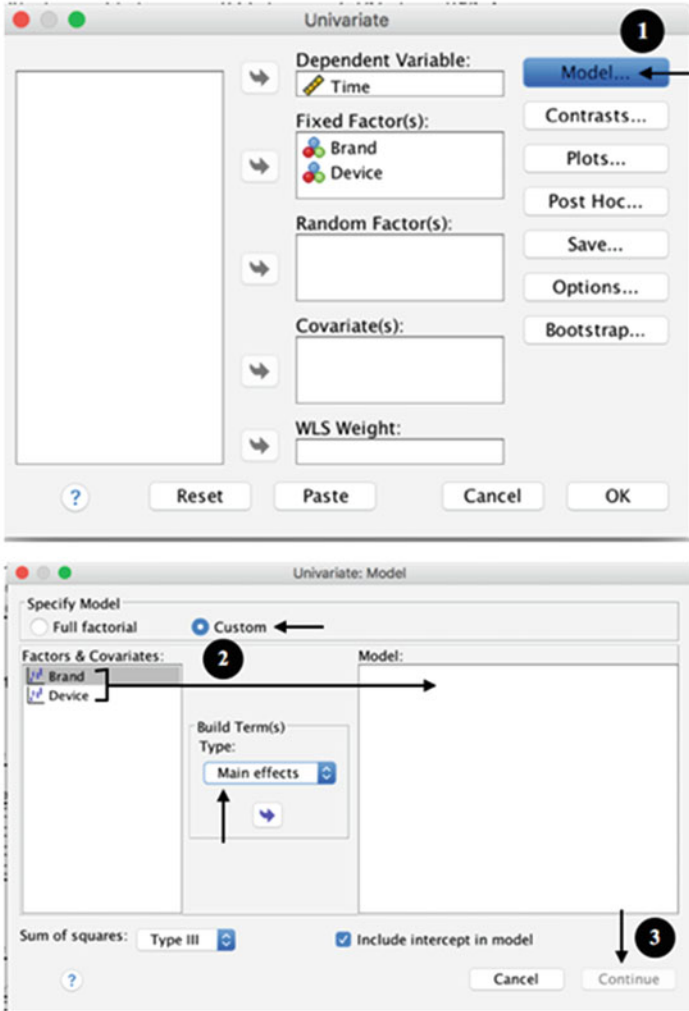 Univariate
1
Dependent Variable:
Time
Model...
Fixed Factor(s):
Brand
Device
Contrasts...
Plots...
Post Hoc...
Random Factor(s):
Save...
Options...
Covariate(s):
Bootstrap...
WLS Weight:
?
Reset
Paste
Cancel
OK
Univariate: Model
Specify Model
Full factorial
Custom
2
Factors & Covariates:
Model:
Brand
Device
Build Term(s)
Type:
Main effects
Sum of squares:
Type III
Include intercept in model
3
?
Cancel
Continue